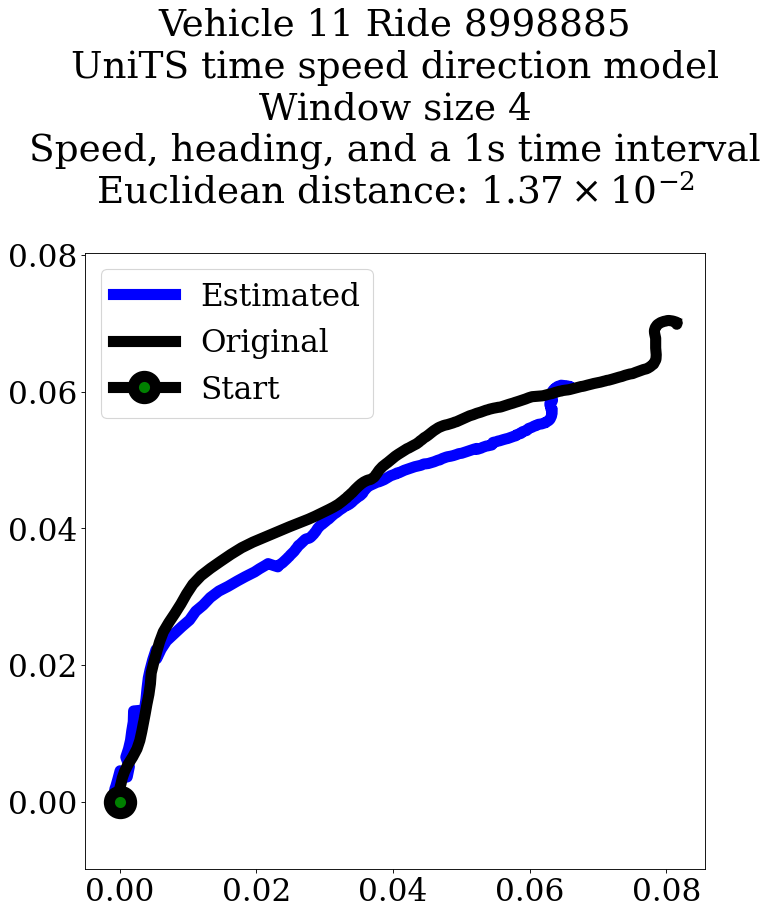 Vehicle 11 Ride 8998885
UniTS time speed direction model
Window size 4
Speed, heading, and a 1s time interval
Euclidean distance: 1.37 × 10⁻²
0.08
Estimated
Original
Start
0.06
0.04
0.02
0.00
0.00 0.02 0.04 0.06 0.08